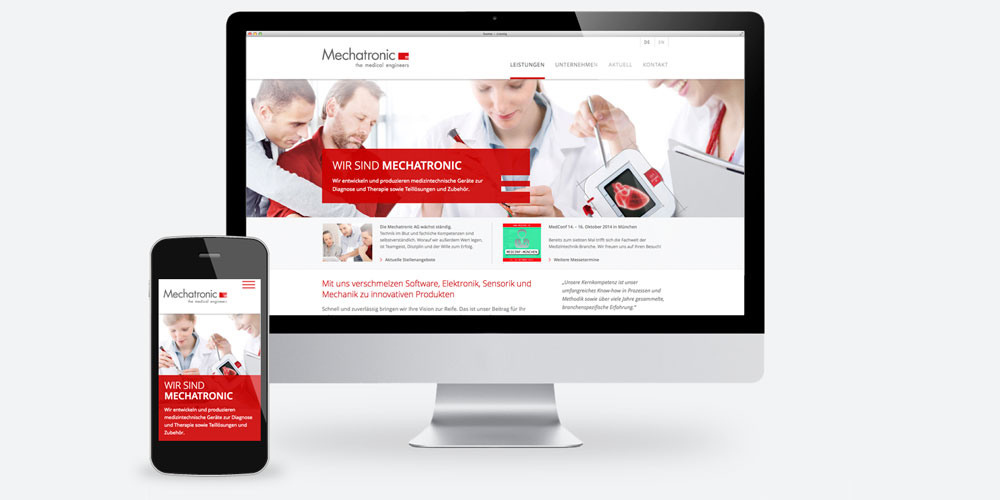 Mechatronic
the medical engineers
DE EN
LEISTUNGEN UNTERNEHMEN AKTUELL KONTAKT
WIR SIND MECHATRONIC
Wir entwickeln und produzieren medizintechnische Geräte zur
Diagnose und Therapie sowie Teillösungen und Zubehör.
Die Mechatronic AG wächst ständig.
Technik im Blut und fachliche Kompetenzen sind
selbstverständlich. Worauf wir außerdem Wert legen,
ist Teamgeist, Disziplin und der Wille zum Erfolg.
Aktuelle Stellenangebote
MedConf 14. – 16. Oktober 2014 in München
Bereits zum siebten Mal trifft sich die Fachwelt der
Medizintechnik-Branche. Wir freuen uns auf Ihren Besuch.
Weitere Messetermine
Mit uns verschmelzen Software, Elektronik, Sensorik und
Mechanik zu innovativen Produkten
Schnell und zuverlässig bringen wir Ihre Vision zur Reife. Das ist unser Beitrag für Ihr
„Unsere Kernkompetenz ist unser
umfangreiches Know-how in Prozessen und
Methodik sowie über viele Jahre gesammelte,
branchenspezifische Erfahrung.“
Mechatronic
the medical engineers
WIR SIND
MECHATRONIC
Wir entwickeln und produzieren
medizintechnische Geräte zur Diagnose
und Therapie sowie Teillösungen und
Zubehör.